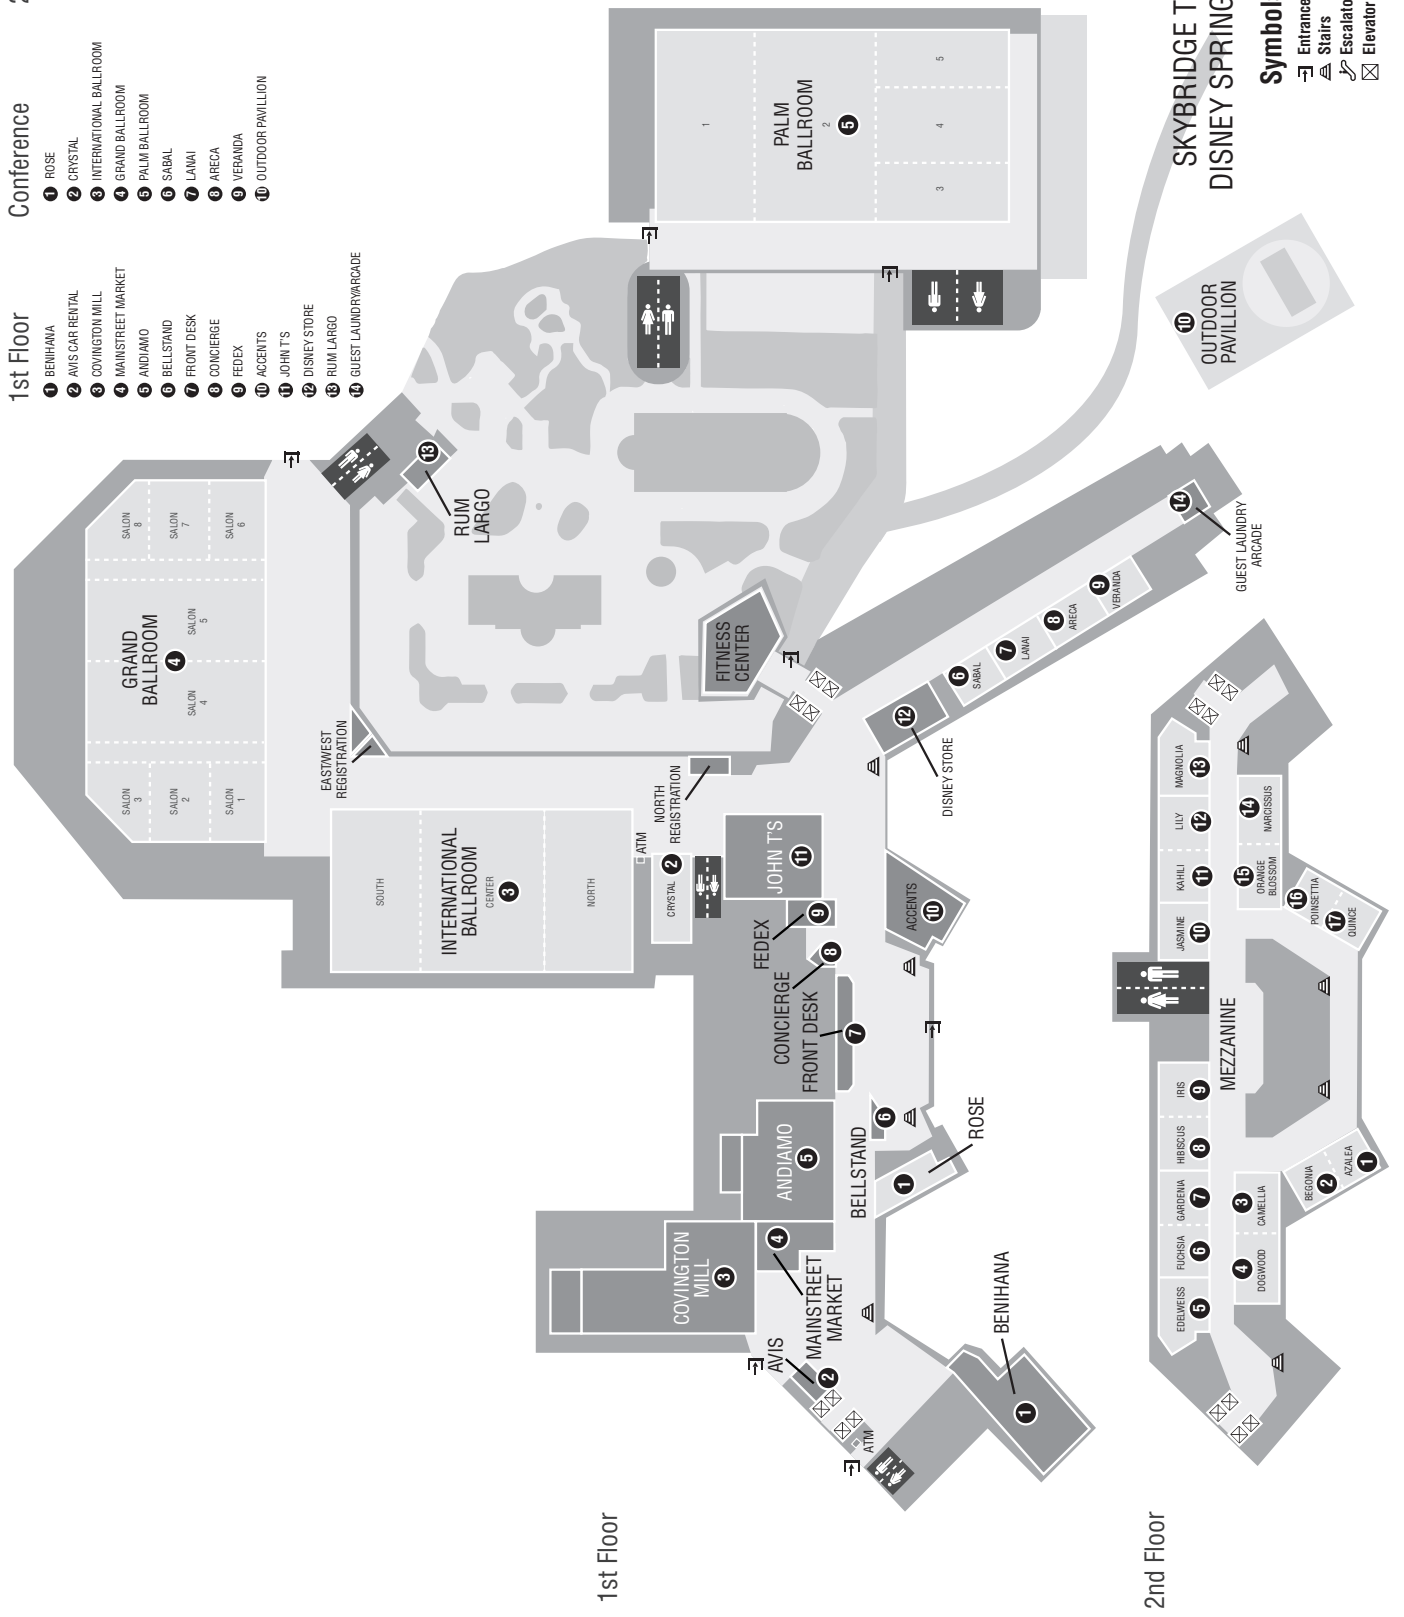 1st Floor
1 BENIHANA
2 AVIS CAR RENTAL
3 COVINGTON MILL
4 MAINSTREET MARKET
5 ANDIAMO
6 BELLSTAND
7 FRONT DESK
8 CONCIERGE
9 FEDEX
10 ACCENTS
11 JOHN T'S
12 DISNEY STORE
13 RUM LARGO
14 GUEST LAUNDRY/ARCADE
Conference
1 ROSE
2 CRYSTAL
3 INTERNATIONAL BALLROOM
4 GRAND BALLROOM
5 PALM BALLROOM
6 SABAL
7 LANAI
8 ARECA
9 VERANDA
10 OUTDOOR PAVILLION
1st Floor
GRAND
BALLROOM
4
SALON
3
SALON
2
SALON
1
SALON
4
SALON
5
SALON
8
SALON
7
SALON
6
EAST/WEST
REGISTRATION
INTERNATIONAL
BALLROOM
SOUTH
CENTER
3
NORTH
ATM
CRYSTAL
2
NORTH
REGISTRATION
JOHN T'S
11
FEDEX
9
CONCIERGE
8
FRONT DESK
7
ANDIAMO
5
COVINGTON
MILL
3
4
MAINSTREET
MARKET
AVIS
2
ATM
BELLSTAND
6
1
ROSE
1
BENIHANA
ACCENTS
10
12
DISNEY STORE
6
SABAL
7
LANAI
8
ARECA
9
VERANDA
14
GUEST LAUNDRY
ARCADE
FITNESS
CENTER
13
RUM
LARGO
PALM
BALLROOM
5
1
2
3
4
5
10
OUTDOOR
PAVILLION
SKYBRIDGE T
DISNEY SPRING
Symbol
Entrance
Stairs
Escalato
Elevator
2nd Floor
EDELWEISS
5
FUCHSIA
6
GARDENIA
7
HIBISCUS
8
IRIS
9
JASMINE
10
KAHILI
11
LILY
12
MAGNOLIA
13
MEZZANINE
4
DOGWOOD
3
CAMELLIA
BEGONIA
2
AZALEA
1
15
ORANGE
BLOSSOM
14
NARCISSUS
16
POINSETTIA
17
QUINCE